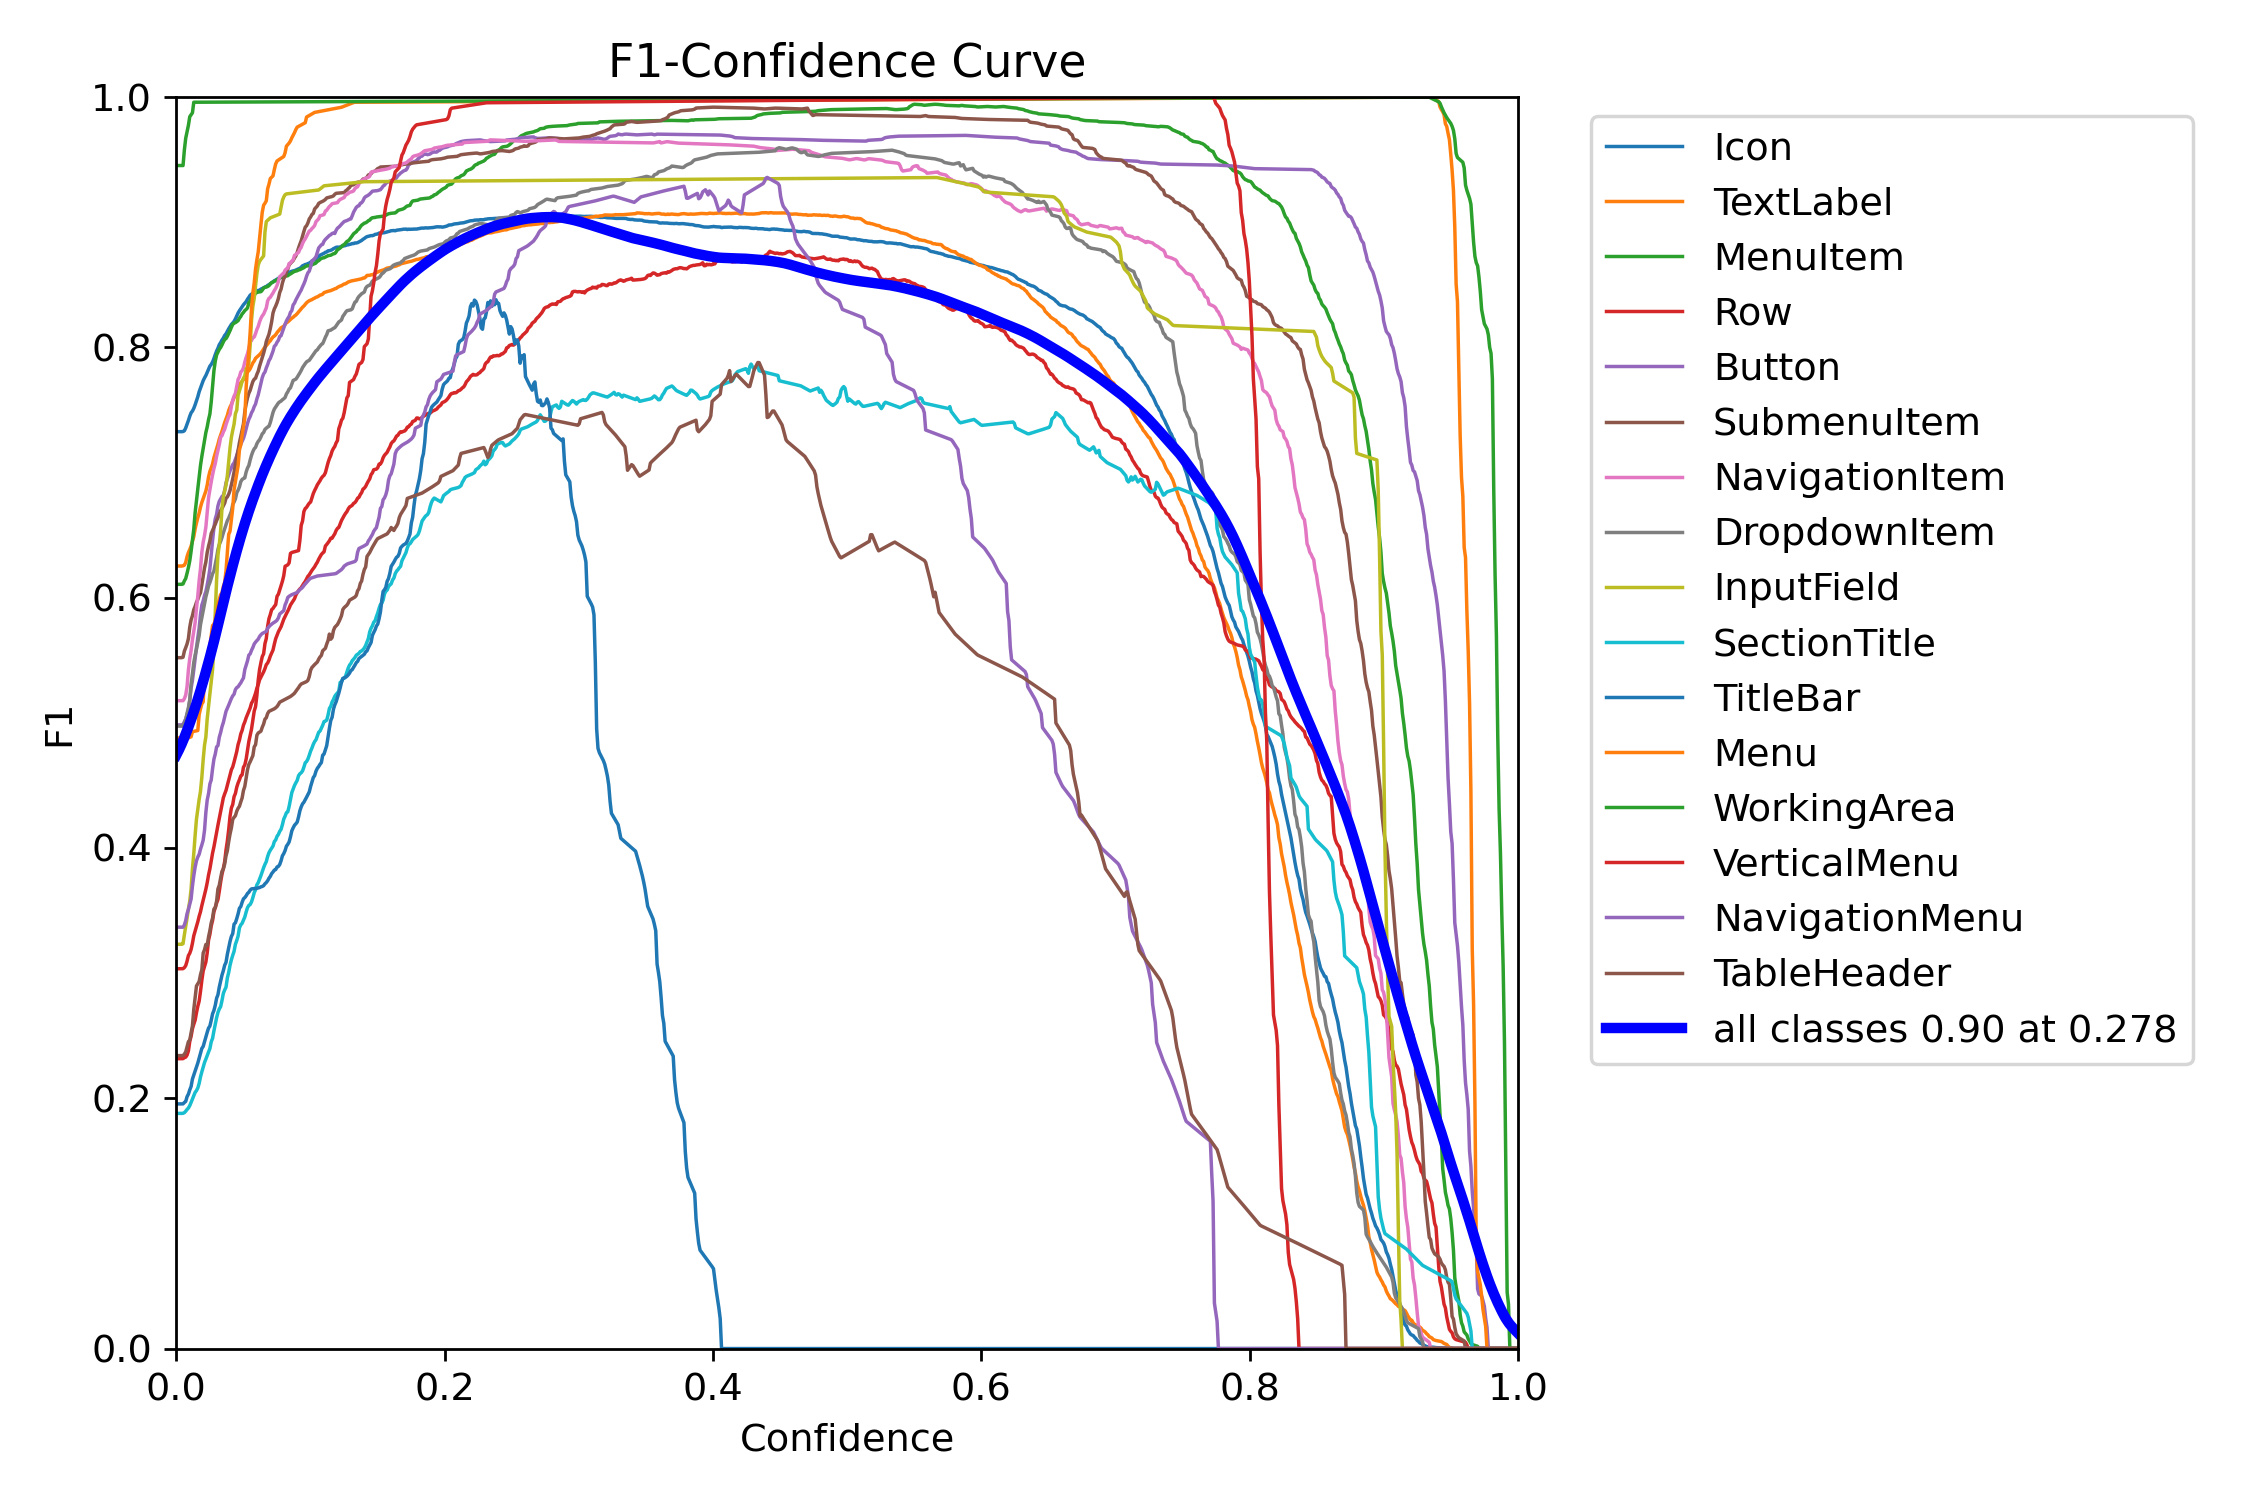 F1-Confidence Curve
1.0
0.8
0.6
0.4
0.2
0.0
F1
0.0 0.2 0.4 0.6 0.8 1.0
Confidence
Icon
TextLabel
MenuItem
Row
Button
SubmenuItem
NavigationItem
DropdownItem
InputField
SectionTitle
TitleBar
Menu
WorkingArea
VerticalMenu
NavigationMenu
TableHeader
all classes 0.90 at 0.278